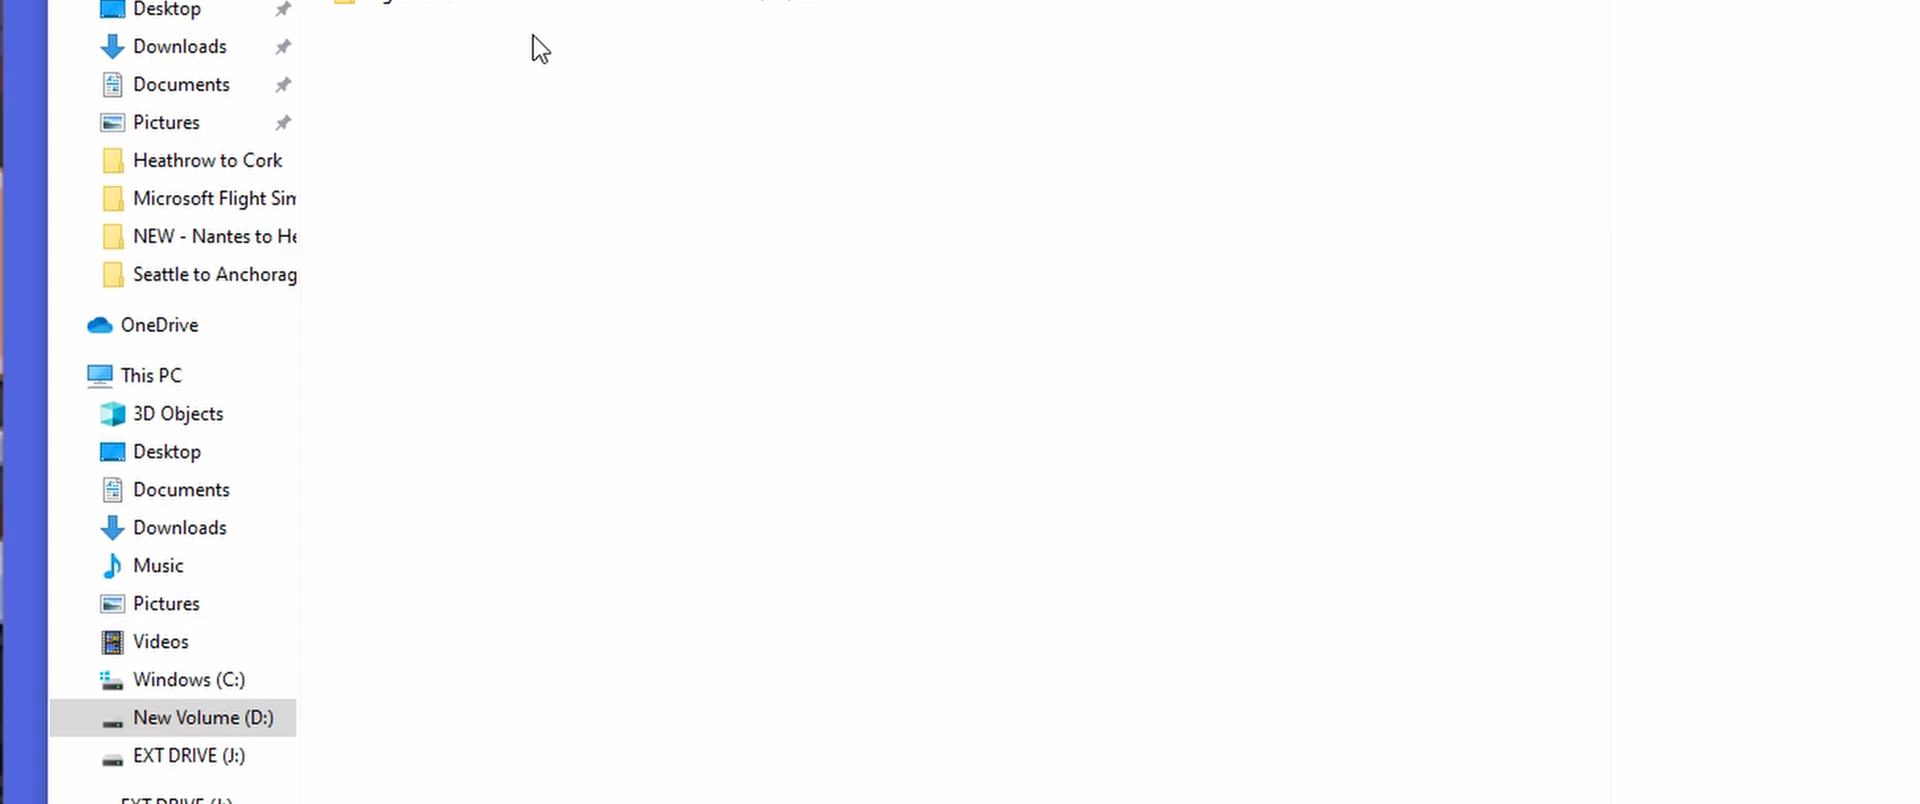 Desktop
Downloads
Documents
Pictures
Heathrow to Cork
Microsoft Flight Sim
NEW - Nantes to He
Seattle to Anchorag
OneDrive
This PC
3D Objects
Desktop
Documents
Downloads
Music
Pictures
Videos
Windows (C:)
New Volume (D:)
EXT DRIVE (J:)